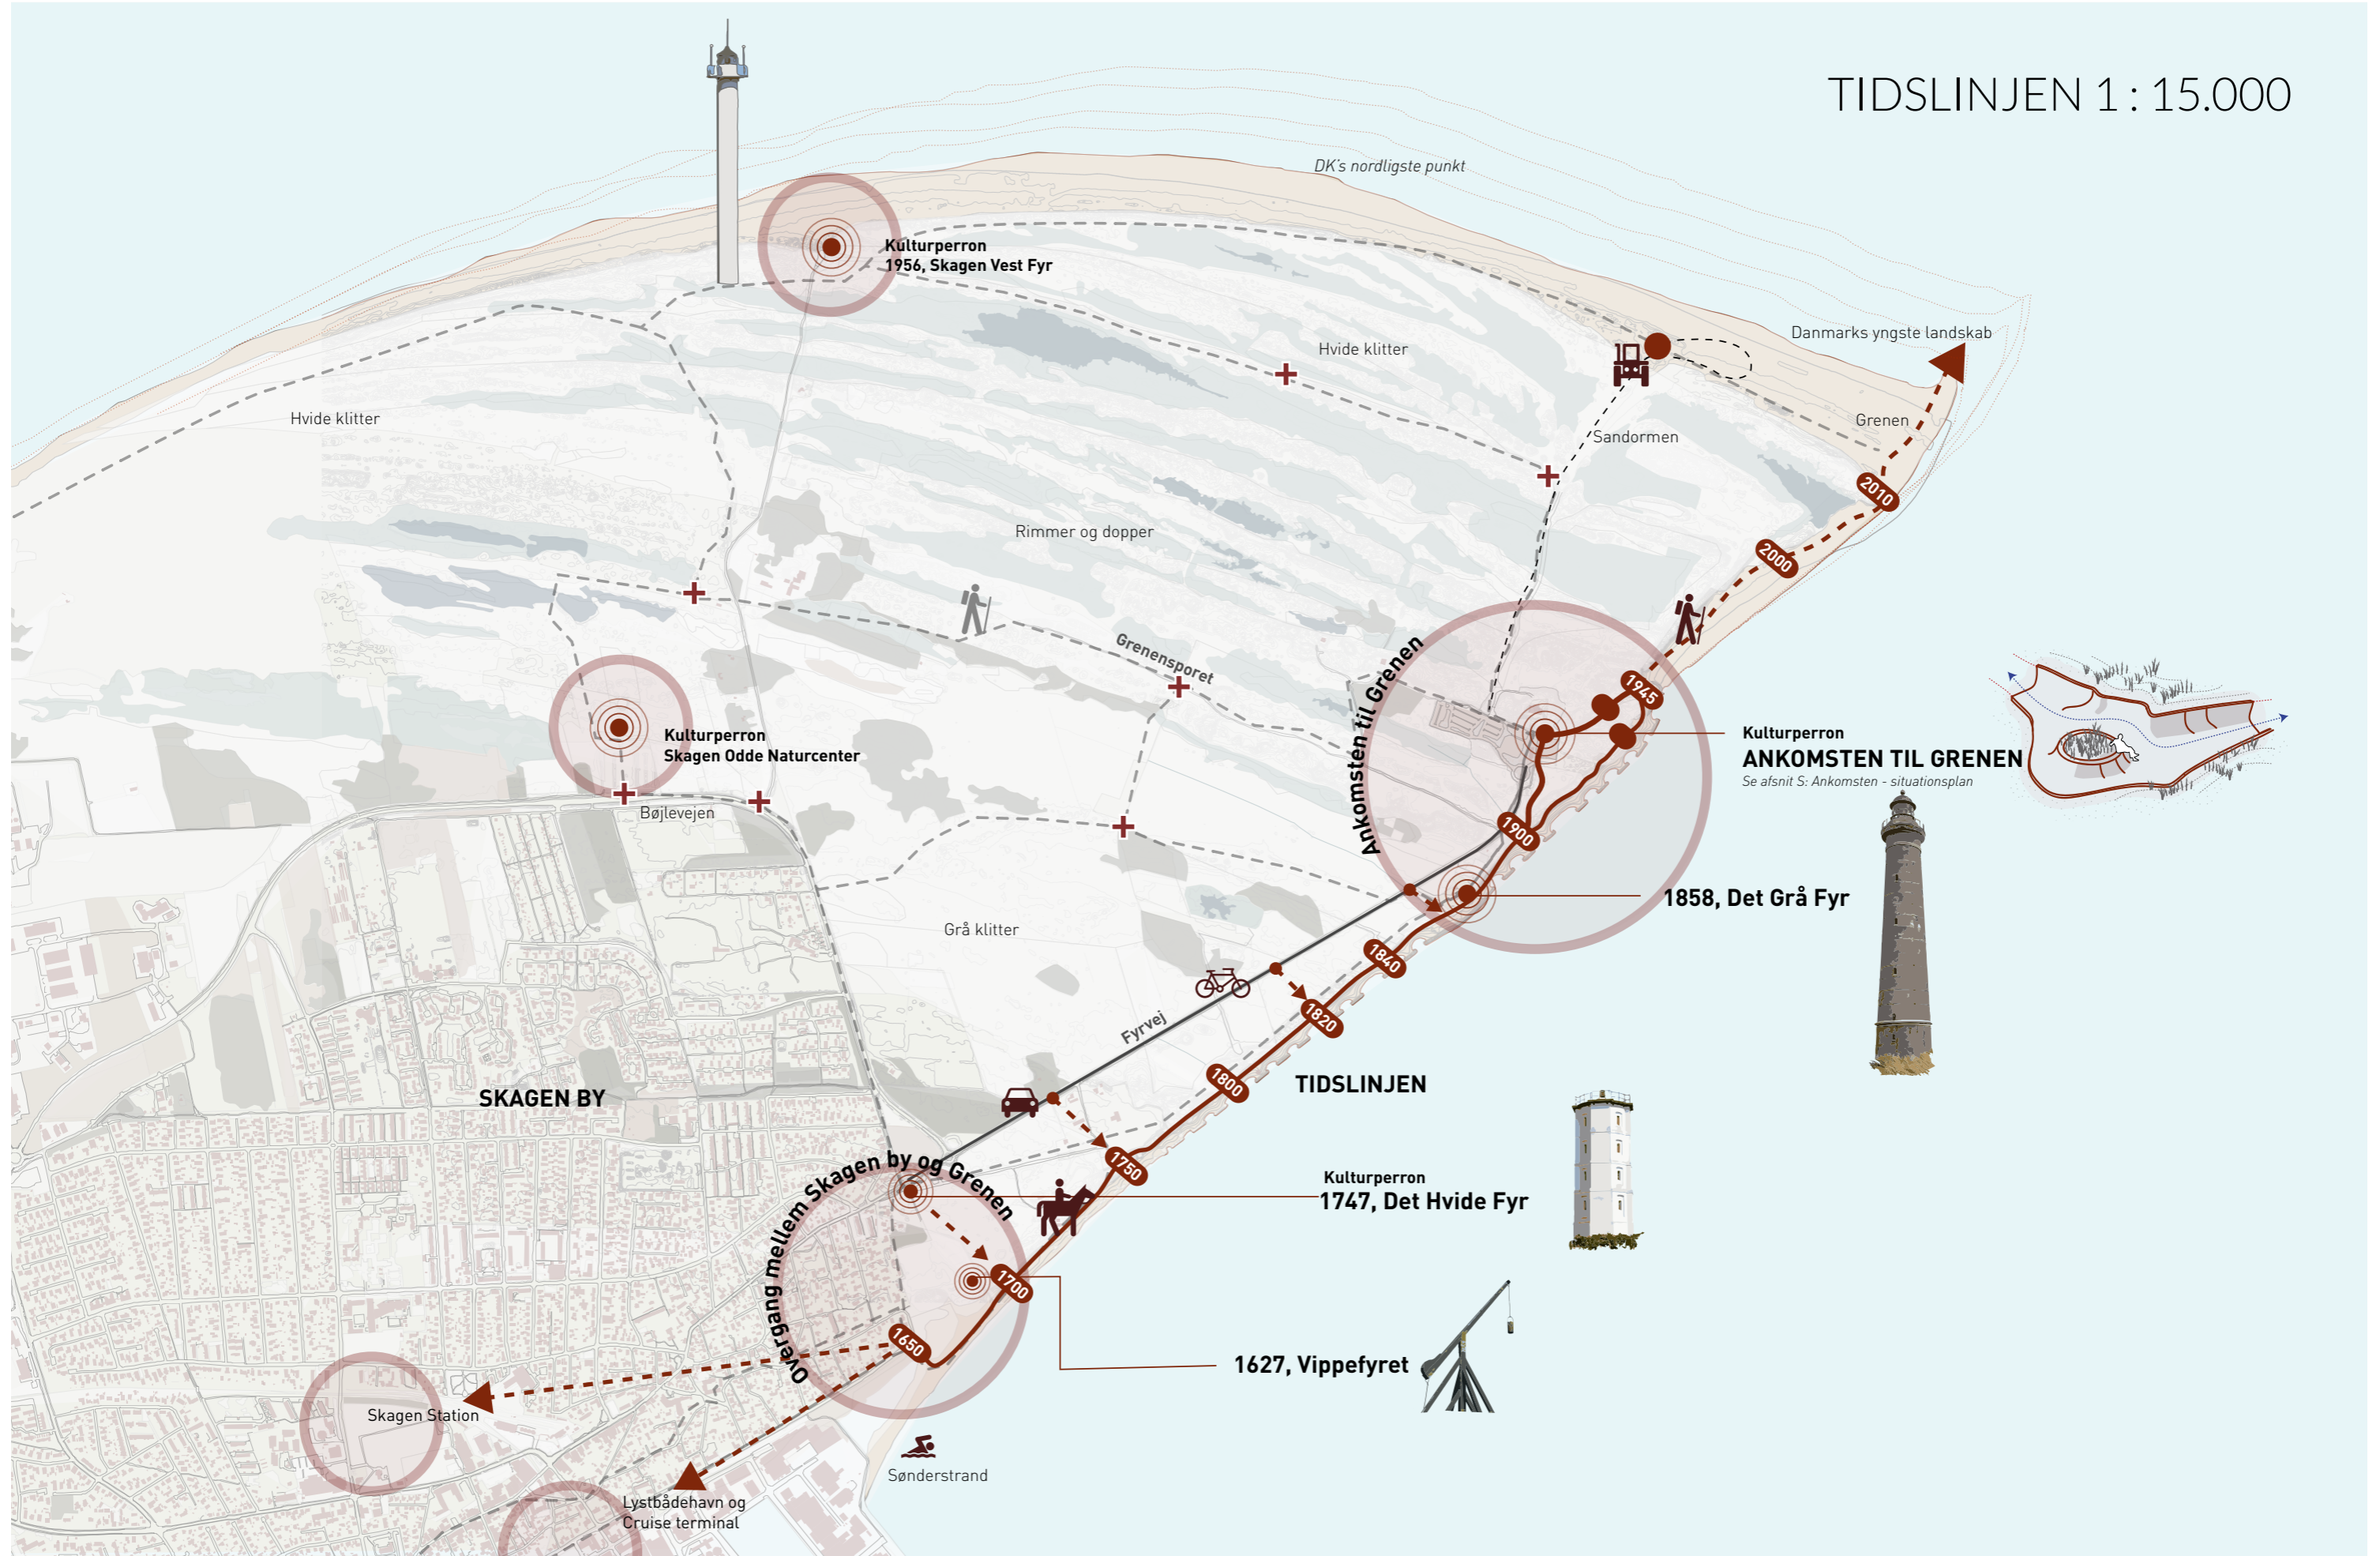 TIDSLINJEN 1 : 15.000
DK's nordligste punkt
Kulturperron
1956, Skagen Vest Fyr
Danmarks yngste landskab
Hvide klitter
Hvide klitter
Grenen
Sandormen
2010
Rimmer og dopper
2000
Grenensporet
Ankomsten til Grenen
1945
Kulturperron
Skagen Odde Naturcenter
Kulturperron
ANKOMSTEN TIL GRENEN
Se afsnit S: Ankomsten - situationsplan
Bøjlevejen
1900
1858, Det Grå Fyr
Grå klitter
1840
1820
Fyrvej
SKAGEN BY
1800
TIDSLINJEN
1750
Overgang mellem Skagen by og Grenen
Kulturperron
1747, Det Hvide Fyr
1700
1650
1627, Vippefyret
Skagen Station
Sønderstrand
Lystbådehavn og
Cruise terminal